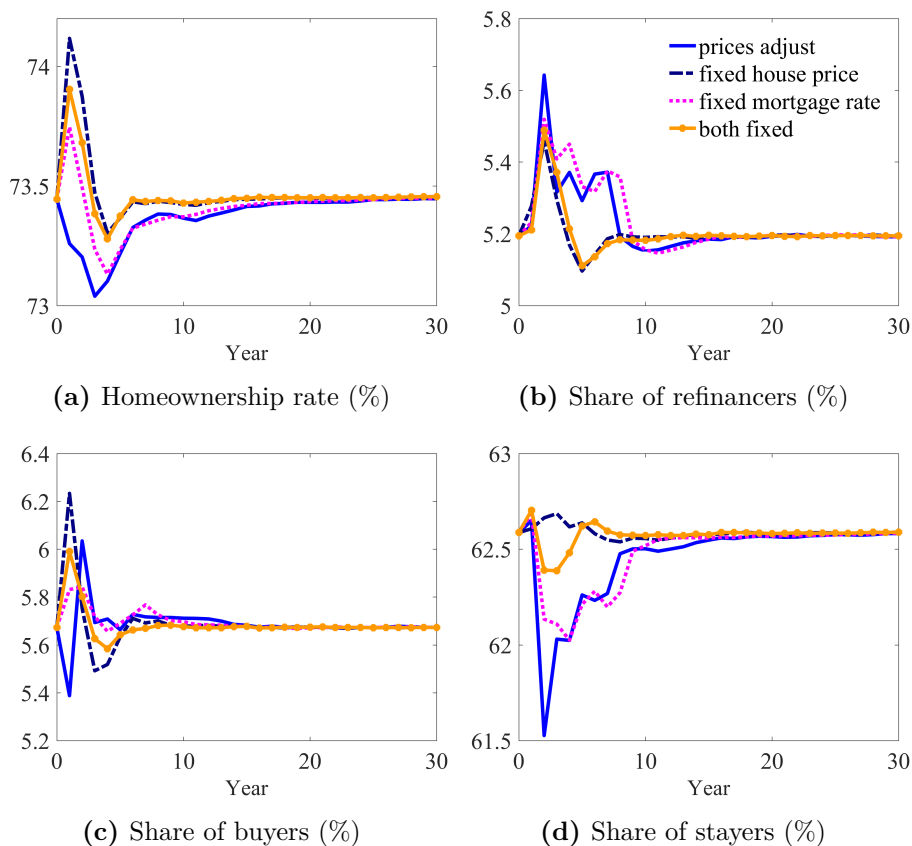 74
73.5
73
0 10 20 30
Year
(a) Homeownership rate (%)
5.8
5.6
5.4
5.2
5
prices adjust
fixed house price
fixed mortgage rate
both fixed
0 10 20 30
Year
(b) Share of refinancers (%)
6.4
6.2
6
5.8
5.6
5.4
5.2
0 10 20 30
Year
(c) Share of buyers (%)
63
62.5
62
61.5
0 10 20 30
Year
(d) Share of stayers (%)